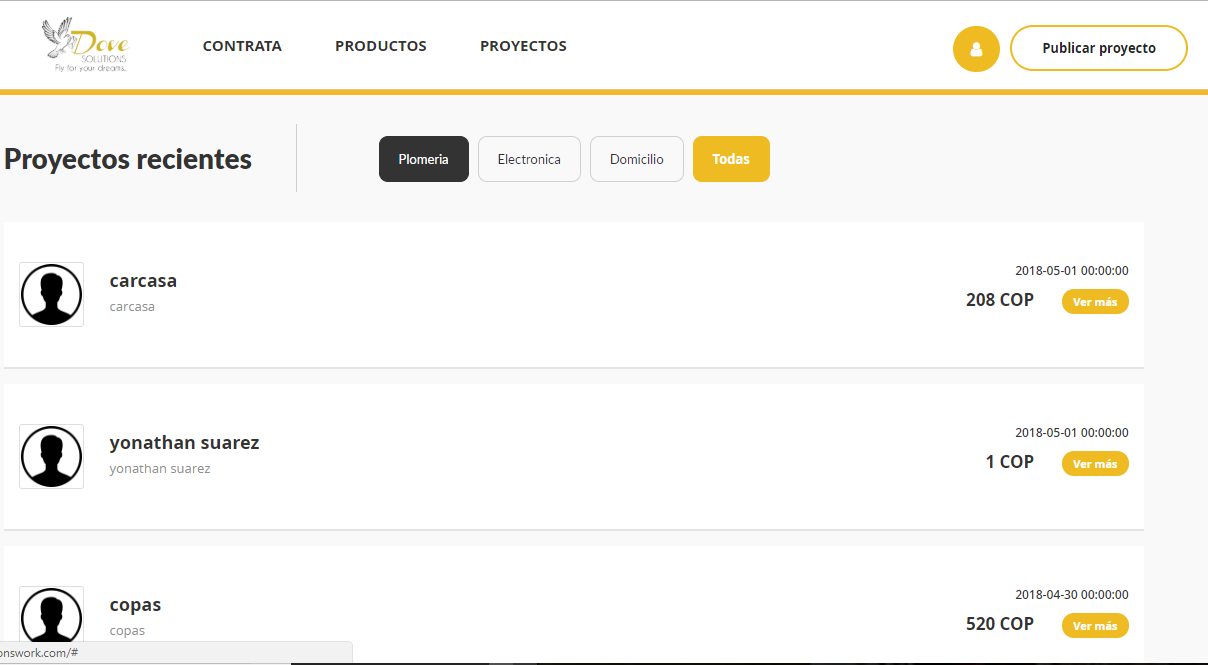 Dove
SOLUTIONS
Fly for your dreams.
CONTRATA
PRODUCTOS
PROYECTOS
Publicar proyecto
Proyectos recientes
Plomeria
Electronica
Domicilio
Todas
carcasa
carcasa
2018-05-01 00:00:00
208 COP
Ver más
yonathan suarez
yonathan suarez
2018-05-01 00:00:00
1 COP
Ver más
copas
copas
2018-04-30 00:00:00
520 COP
Ver más
onswork.com/#